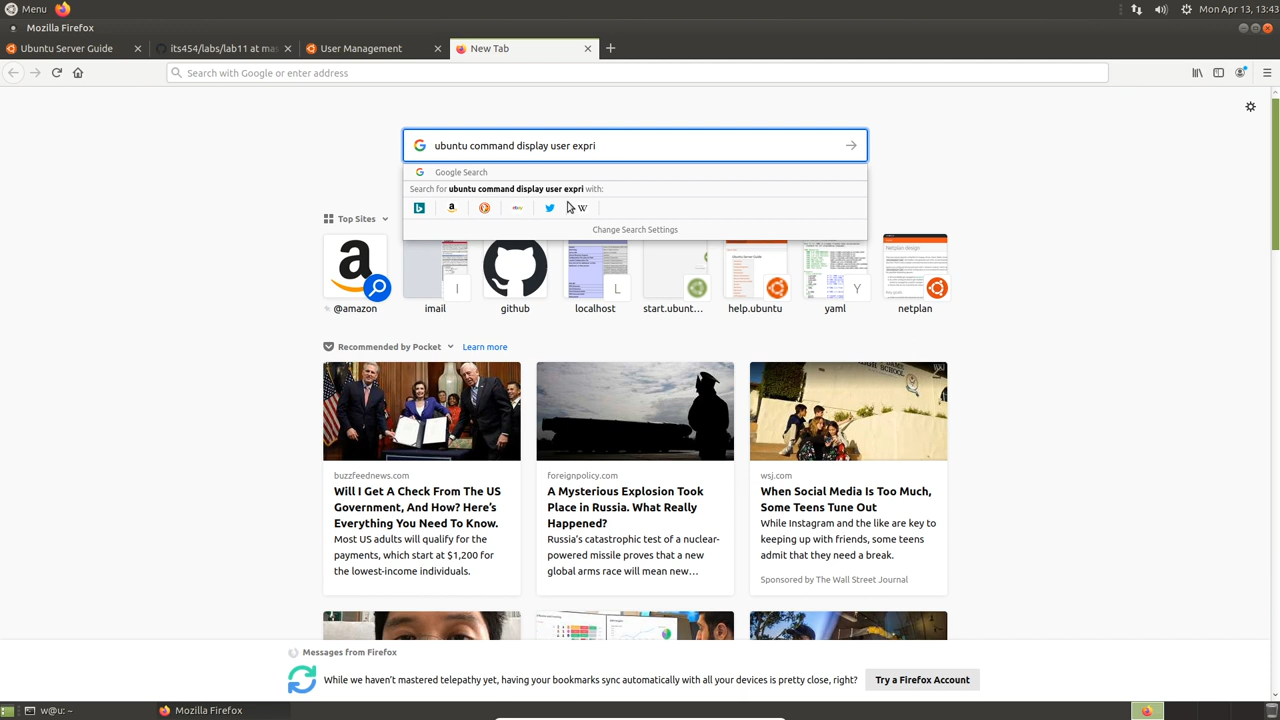 Menu
Mon Apr 13, 13:43
Mozilla Firefox
Ubuntu Server Guide
its454/labs/lab11 at mas
User Management
New Tab
Search with Google or enter address
ubuntu command display user expri
Google Search
Search for ubuntu command display user expri with:
W
Change Search Settings
Top Sites
@amazon
imail
github
localhost
start.ubunt...
help.ubuntu
yaml
netplan
Recommended by Pocket
Learn more
buzzfeednews.com
Will I Get A Check From The US
Government, And How? Here's
Everything You Need To Know.
Most US adults will qualify for the
payments, which start at $1,200 for
the lowest-income individuals.
foreignpolicy.com
A Mysterious Explosion Took
Place in Russia. What Really
Happened?
Russia's catastrophic test of a nuclear-
powered missile proves that a new
global arms race will mean new…
wsj.com
When Social Media Is Too Much,
Some Teens Tune Out
While Instagram and the like are key to
keeping up with friends, some teens
admit that they need a break.
Sponsored by The Wall Street Journal
Messages from Firefox
While we haven't mastered telepathy yet, having your bookmarks sync automatically with all your devices is pretty close, right?
Try a Firefox Account
w@u: ~
Mozilla Firefox